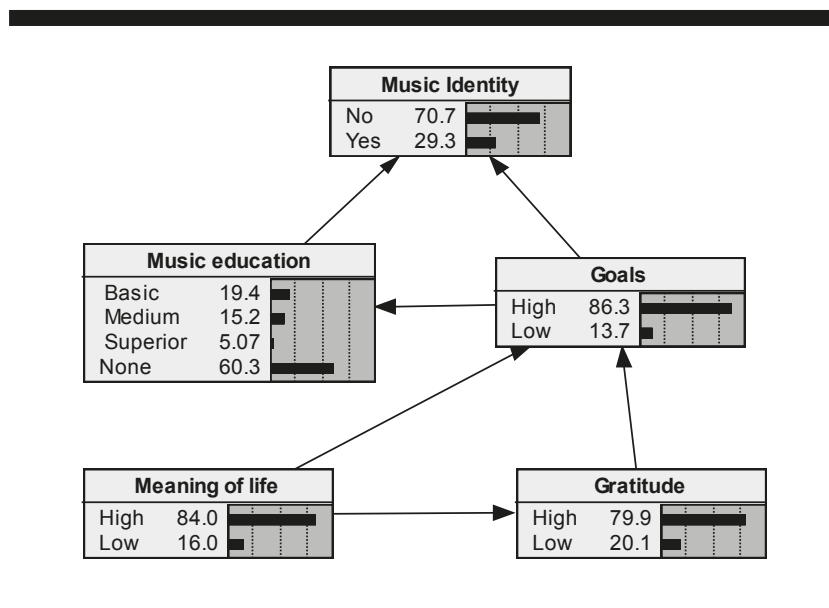 Music Identity
No 70.7
Yes 29.3
Music education
Basic 19.4
Medium 15.2
Superior 5.07
None 60.3
Goals
High 86.3
Low 13.7
Meaning of life
High 84.0
Low 16.0
Gratitude
High 79.9
Low 20.1